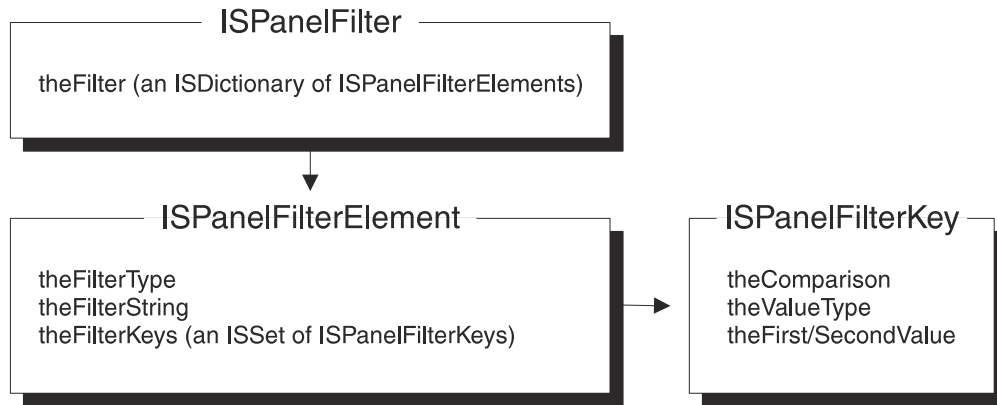 ISPanelFilter
theFilter (an ISDictionary of ISPanelFilterElements)
ISPanelFilterElement
theFilterType
theFilterString
theFilterKeys (an ISSet of ISPanelFilterKeys)
ISPanelFilterKey
theComparison
theValueType
theFirst/SecondValue